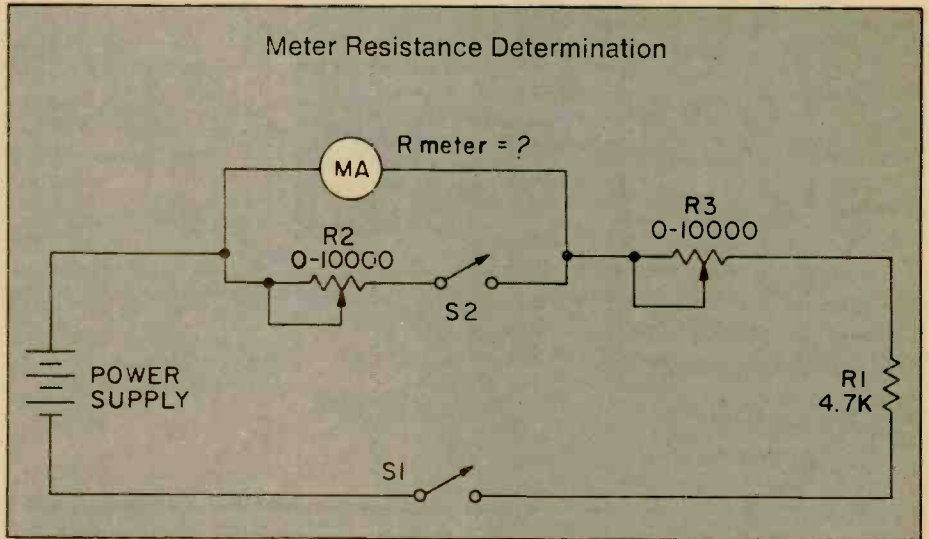 Meter Resistance Determination
R meter = ?
MA
R3
0-10000
R2
0-10000
S2
POWER
SUPPLY
R1
4.7K
S1